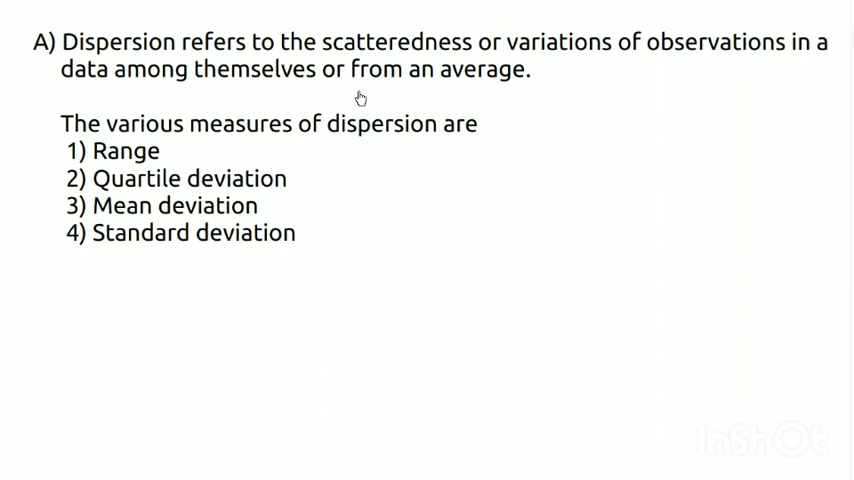 A) Dispersion refers to the scatteredness or variations of observations in a
data among themselves or from an average.
The various measures of dispersion are
1) Range
2) Quartile deviation
3) Mean deviation
4) Standard deviation
InShOt